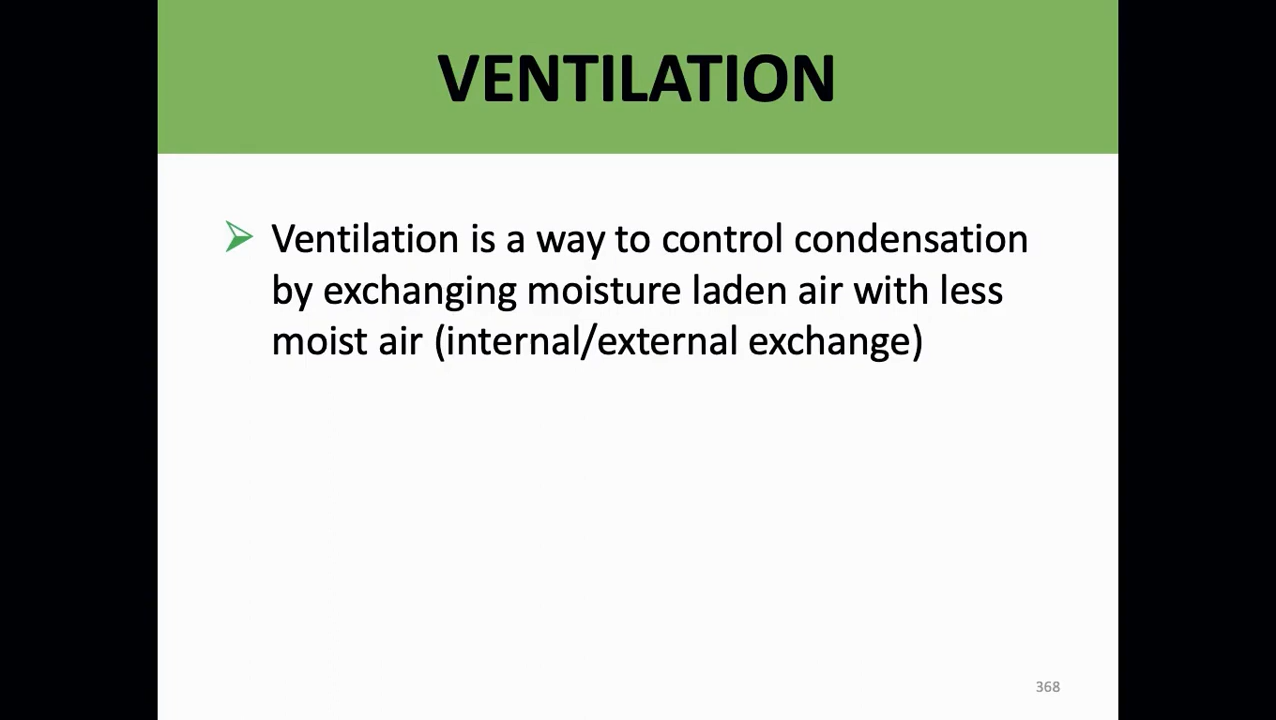 VENTILATION
Ventilation is a way to control condensation
by exchanging moisture laden air with less
moist air (internal/external exchange)
368